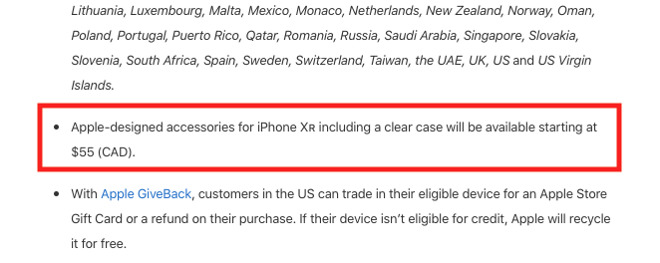 Lithuania, Luxembourg, Malta, Mexico, Monaco, Netherlands, New Zealand, Norway, Oman,
Poland, Portugal, Puerto Rico, Qatar, Romania, Russia, Saudi Arabia, Singapore, Slovakia,
Slovenia, South Africa, Spain, Sweden, Switzerland, Taiwan, the UAE, UK, US and US Virgin
Islands.
• Apple-designed accessories for iPhone XR including a clear case will be available starting at
$55 (CAD).
• With Apple GiveBack, customers in the US can trade in their eligible device for an Apple Store
Gift Card or a refund on their purchase. If their device isn't eligible for credit, Apple will recycle
it for free.